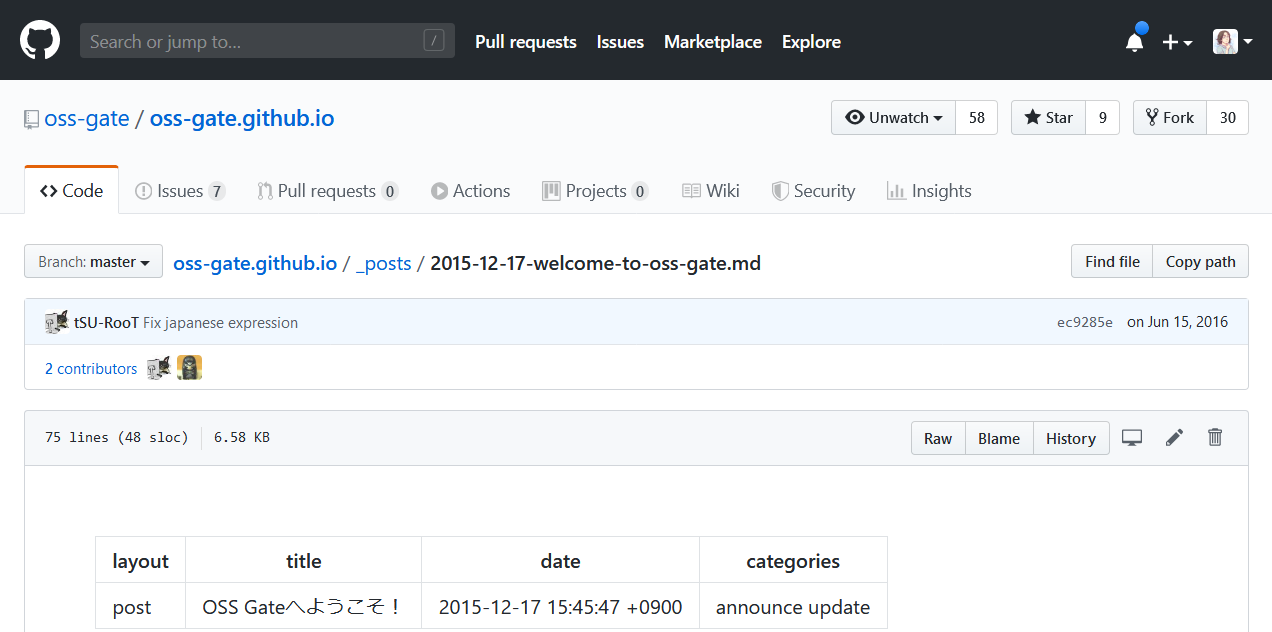 Search or jump to... / Pull requests Issues Marketplace Explore
oss-gate / oss-gate.github.io Unwatch 58 Star 9 Fork 30
Code Issues 7 Pull requests 0 Actions Projects 0 Wiki Security Insights
Branch: master oss-gate.github.io / _posts / 2015-12-17-welcome-to-oss-gate.md Find file Copy path
tSU-RooT Fix japanese expression ec9285e on Jun 15, 2016
2 contributors
75 lines (48 sloc) 6.58 KB Raw Blame History
layout title date categories
post OSS Gateへようこそ！ 2015-12-17 15:45:47 +0900 announce update